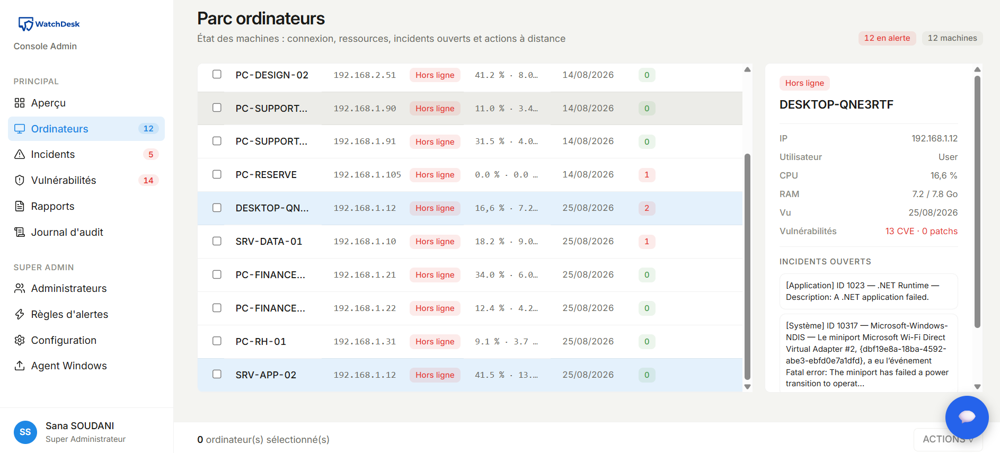 WatchDesk
Console Admin
PRINCIPAL
Aperçu
Ordinateurs 12
Incidents 5
Vulnérabilités 14
Rapports
Journal d'audit
SUPER ADMIN
Administrateurs
Règles d'alertes
Configuration
Agent Windows
SS
Sana SOUDANI
Super Administrateur
Parc ordinateurs
État des machines : connexion, ressources, incidents ouverts et actions à distance
12 en alerte 12 machines
PC-DESIGN-02 192.168.2.51 Hors ligne 41.2 % · 8.0... 14/08/2026 0
PC-SUPPORT... 192.168.1.90 Hors ligne 11.0 % · 3.4... 14/08/2026 0
PC-SUPPORT... 192.168.1.91 Hors ligne 31.5 % · 4.0... 14/08/2026 0
PC-RESERVE 192.168.1.105 Hors ligne 0.0 % · 0.0 ... 14/08/2026 1
DESKTOP-QN... 192.168.1.12 Hors ligne 16,6 % · 7.2... 25/08/2026 2
SRV-DATA-01 192.168.1.10 Hors ligne 18.2 % · 9.0... 25/08/2026 1
PC-FINANCE... 192.168.1.21 Hors ligne 34.0 % · 6.0... 25/08/2026 0
PC-FINANCE... 192.168.1.22 Hors ligne 12.4 % · 4.2... 25/08/2026 0
PC-RH-01 192.168.1.31 Hors ligne 9.1 % · 3.7 ... 25/08/2026 0
SRV-APP-02 192.168.1.12 Hors ligne 41.5 % · 13.... 25/08/2026 0
Hors ligne
DESKTOP-QNE3RTF
IP 192.168.1.12
Utilisateur User
CPU 16,6 %
RAM 7.2 / 7.8 Go
Vu 25/08/2026
Vulnérabilités 13 CVE · 0 patchs
INCIDENTS OUVERTS
[Application] ID 1023 — .NET Runtime —
Description: A .NET application failed.
[Système] ID 10317 — Microsoft-Windows-
NDIS — Le miniport Microsoft Wi-Fi Direct
Virtual Adapter #2, {dbf19e8a-18ba-4592-
abe3-ebfd0e7a1dfd}, a eu l’événement
Fatal error: The miniport has failed a power
transition to operat...
0 ordinateur(s) sélectionné(s)
ACTIONS